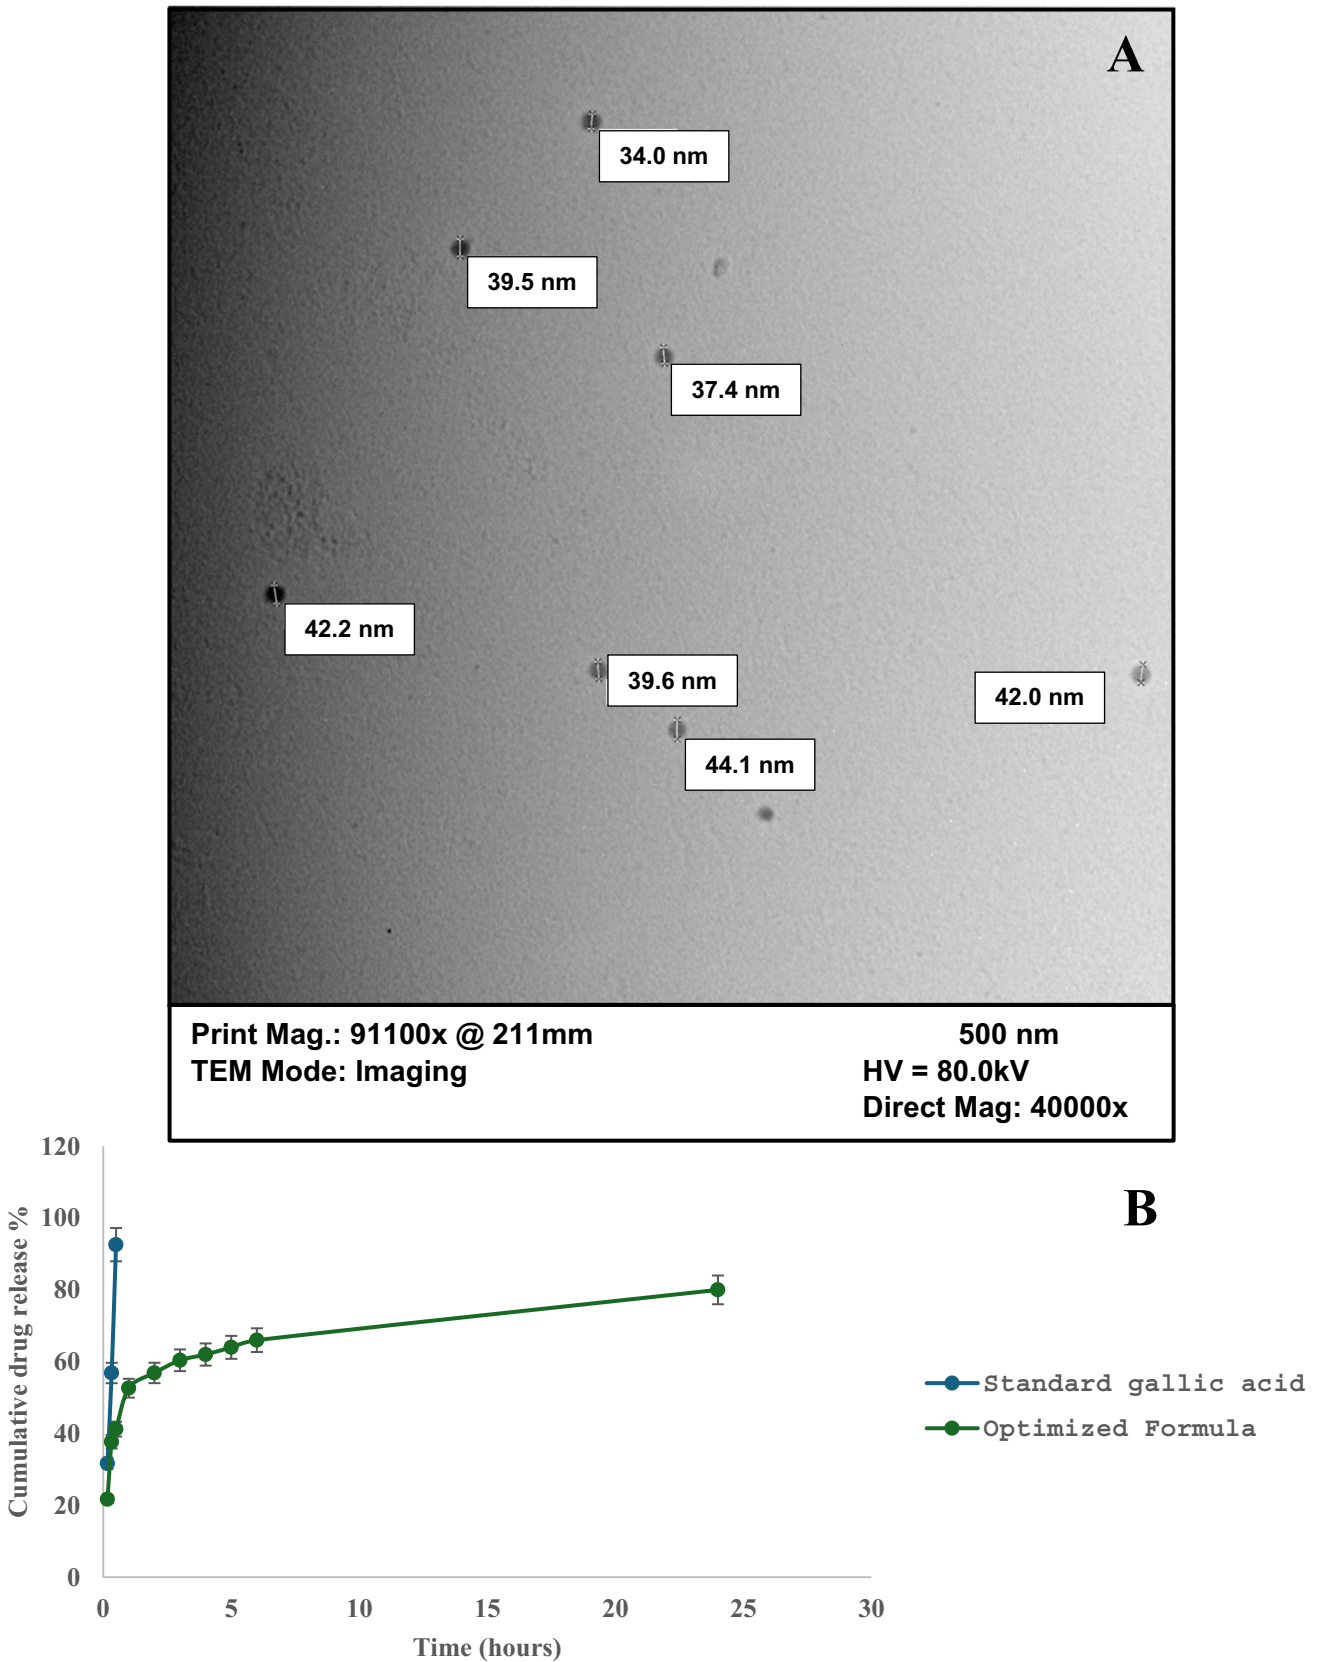 A
34.0 nm
39.5 nm
37.4 nm
42.2 nm
39.6 nm
42.0 nm
44.1 nm
Print Mag.: 91100x @ 211mm
500 nm
TEM Mode: Imaging
HV = 80.0kV
Direct Mag: 40000x
B
Cumulative drug release %
120
100
80
60
40
20
0
0 5 10 15 20 25 30
Time (hours)
Standard gallic acid
Optimized Formula